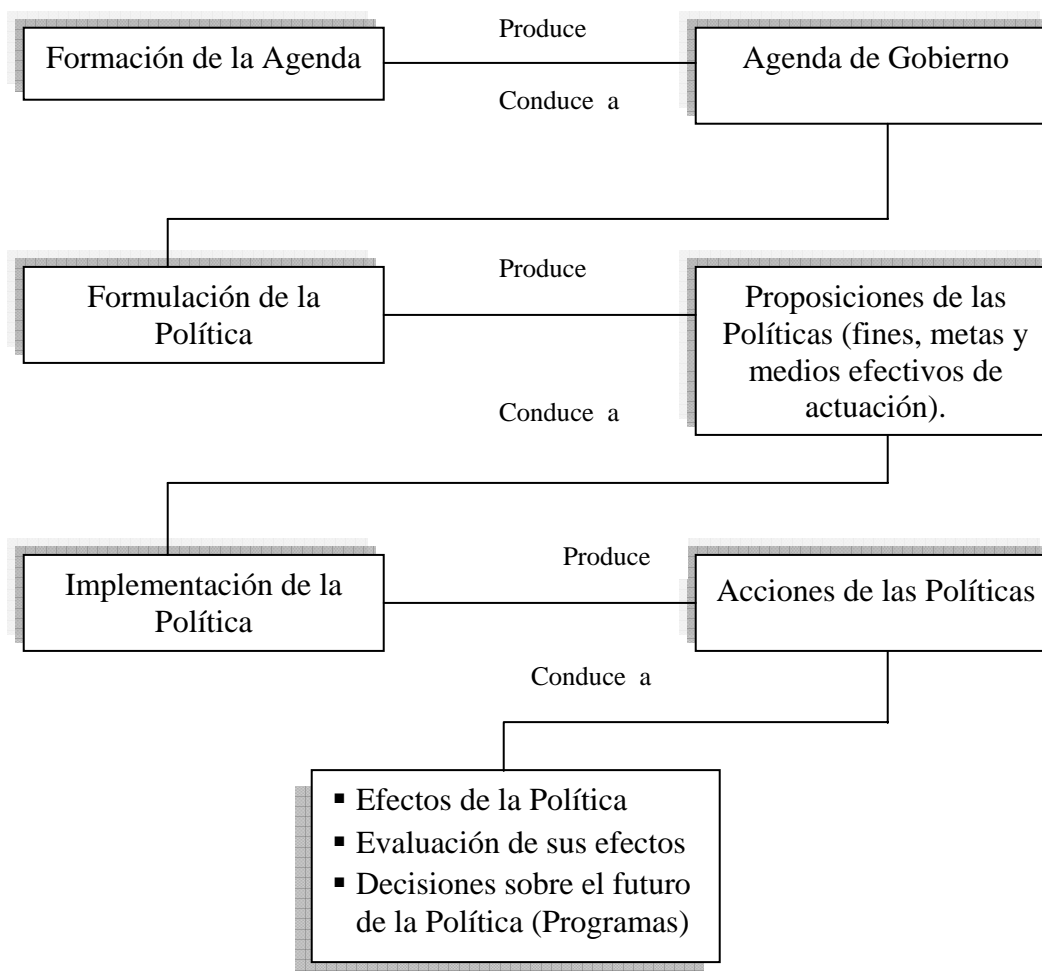 Produce
Formación de la Agenda
Agenda de Gobierno
Conduce a
Produce
Formulación de la
Política
Proposiciones de las
Políticas (fines, metas y
medios efectivos de
actuación).
Conduce a
Produce
Implementación de la
Política
Acciones de las Políticas
Conduce a
▪ Efectos de la Política
▪ Evaluación de sus efectos
▪ Decisiones sobre el futuro
de la Política (Programas)